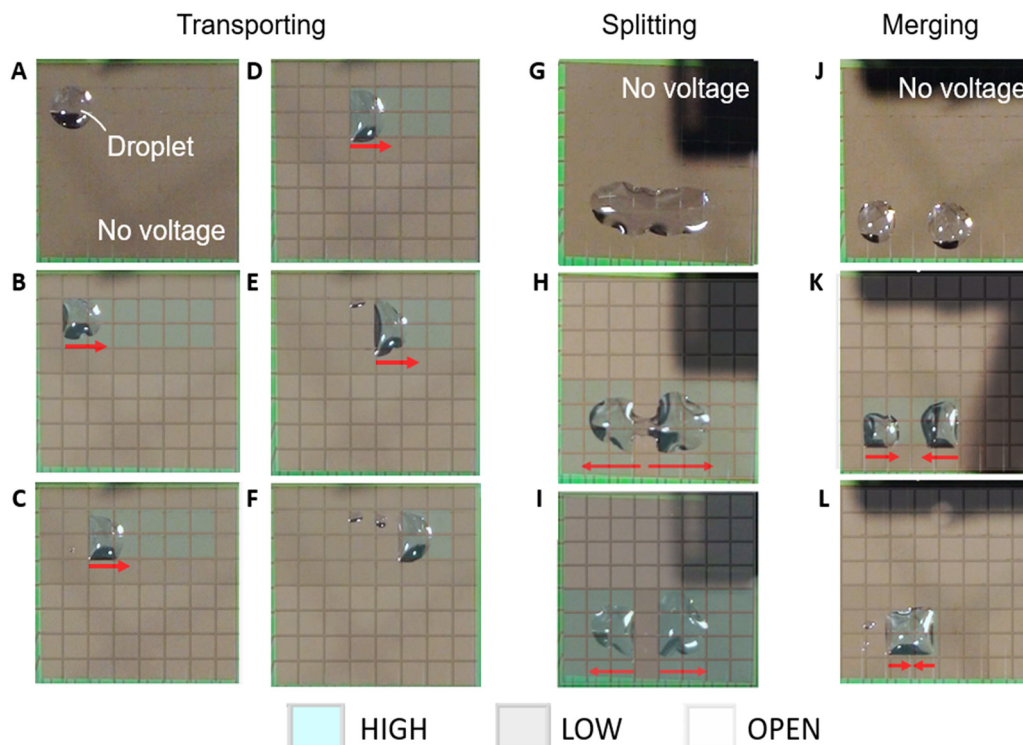 Transporting
Splitting
Merging
A
Droplet
No voltage
D
G
No voltage
J
No voltage
B
E
H
K
C
F
I
L
HIGH
LOW
OPEN